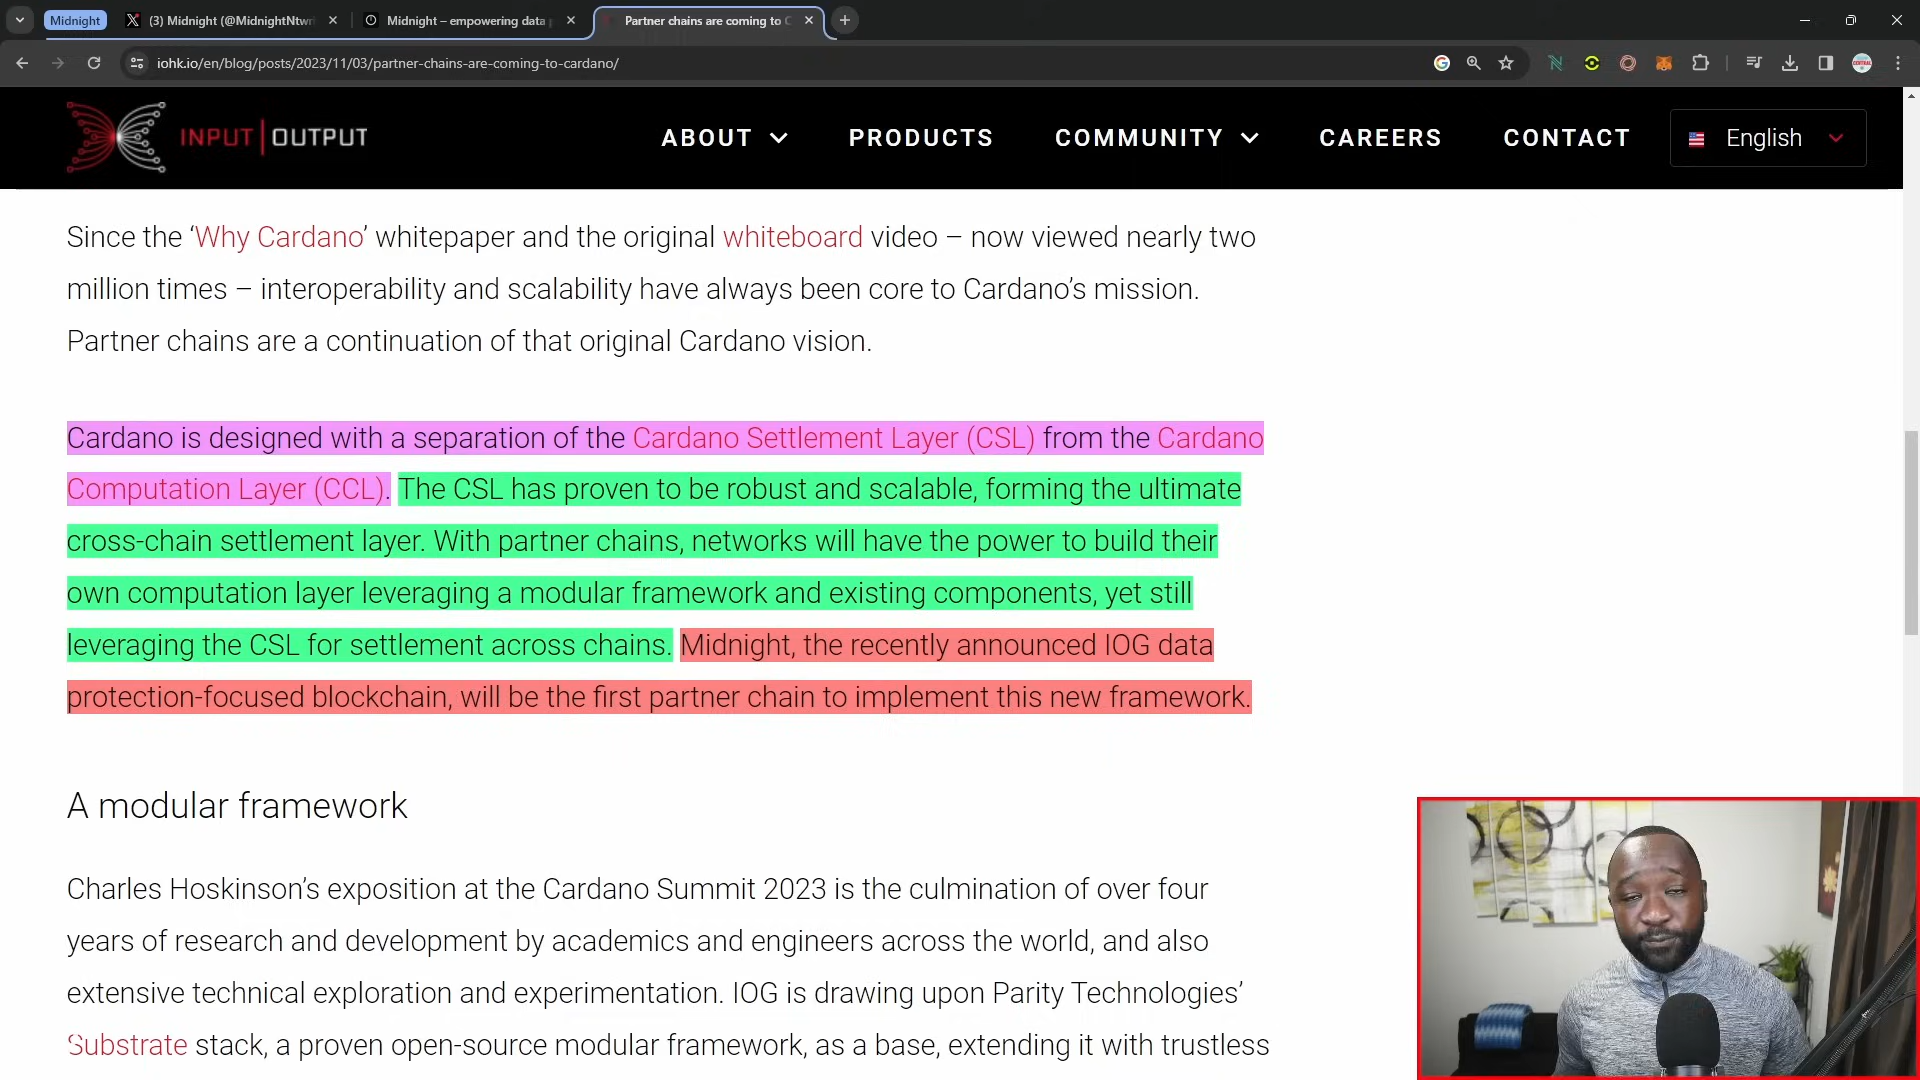 Midnight
(3) Midnight (@MidnightNtwr
Midnight – empowering data
Partner chains are coming to C
iohk.io/en/blog/posts/2023/11/03/partner-chains-are-coming-to-cardano/
INPUT | OUTPUT
ABOUT
PRODUCTS
COMMUNITY
CAREERS
CONTACT
English
Since the ‘Why Cardano’ whitepaper and the original whiteboard video – now viewed nearly two
million times – interoperability and scalability have always been core to Cardano’s mission.
Partner chains are a continuation of that original Cardano vision.
Cardano is designed with a separation of the Cardano Settlement Layer (CSL) from the Cardano
Computation Layer (CCL). The CSL has proven to be robust and scalable, forming the ultimate
cross-chain settlement layer. With partner chains, networks will have the power to build their
own computation layer leveraging a modular framework and existing components, yet still
leveraging the CSL for settlement across chains. Midnight, the recently announced IOG data
protection-focused blockchain, will be the first partner chain to implement this new framework.
A modular framework
Charles Hoskinson’s exposition at the Cardano Summit 2023 is the culmination of over four
years of research and development by academics and engineers across the world, and also
extensive technical exploration and experimentation. IOG is drawing upon Parity Technologies’
Substrate stack, a proven open-source modular framework, as a base, extending it with trustless